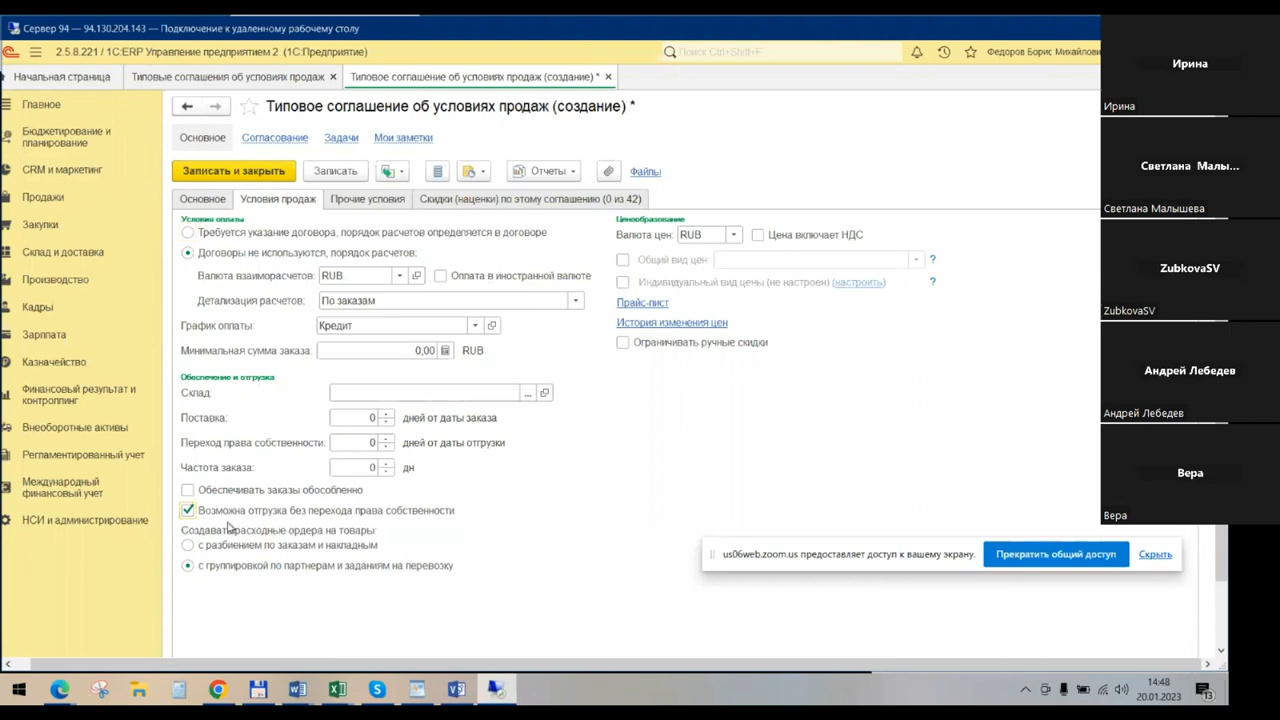 Сервер 94 — 94.130.204.143 — Подключение к удаленному рабочему столу
2.5.8.221 / 1C:ERP Управление предприятием 2 (1С:Предприятие)
Поиск Ctrl+Shift+F
Федоров Борис Михайлович
Начальная страница
Типовые соглашения об условиях продаж ×
Типовое соглашение об условиях продаж (создание) * ×
Главное
Бюджетирование и
планирование
CRM и маркетинг
Продажи
Закупки
Склад и доставка
Производство
Кадры
Зарплата
Казначейство
Финансовый результат и
контроллинг
Внеоборотные активы
Регламентированный учет
Международный
финансовый учет
НСИ и администрирование
Типовое соглашение об условиях продаж (создание) *
Основное Согласование Задачи Мои заметки
Записать и закрыть Записать Отчеты Файлы
Основное Условия продаж Прочие условия Скидки (наценки) по этому соглашению (0 из 42)
Условия оплаты
Требуется указание договора, порядок расчетов определяется в договоре
Договоры не используются, порядок расчетов:
Валюта взаиморасчетов: RUB Оплата в иностранной валюте
Детализация расчетов: По заказам
График оплаты: Кредит
Минимальная сумма заказа: 0,00 RUB
Обеспечение и отгрузка
Склад: ...
Поставка: 0 дней от даты заказа
Переход права собственности: 0 дней от даты отгрузки
Частота заказа: 0 дн
Обеспечивать заказы обособленно
Возможна отгрузка без перехода права собственности
Создавать расходные ордера на товары:
с разбиением по заказам и накладным
с группировкой по партнерам и заданиям на перевозку
Ценообразование
Валюта цен: RUB Цена включает НДС
Общий вид цен: ?
Индивидуальный вид цены (не настроен) (настроить) ?
Прайс-лист
История изменения цен
Ограничивать ручные скидки
Ирина
Ирина
Светлана Малы...
Светлана Малышева
ZubkovaSV
ZubkovaSV
Андрей Лебедев
Андрей Лебедев
Вера
Вера
us06web.zoom.us предоставляет доступ к вашему экрану. Прекратить общий доступ Скрыть
14:48
20.01.2023
13